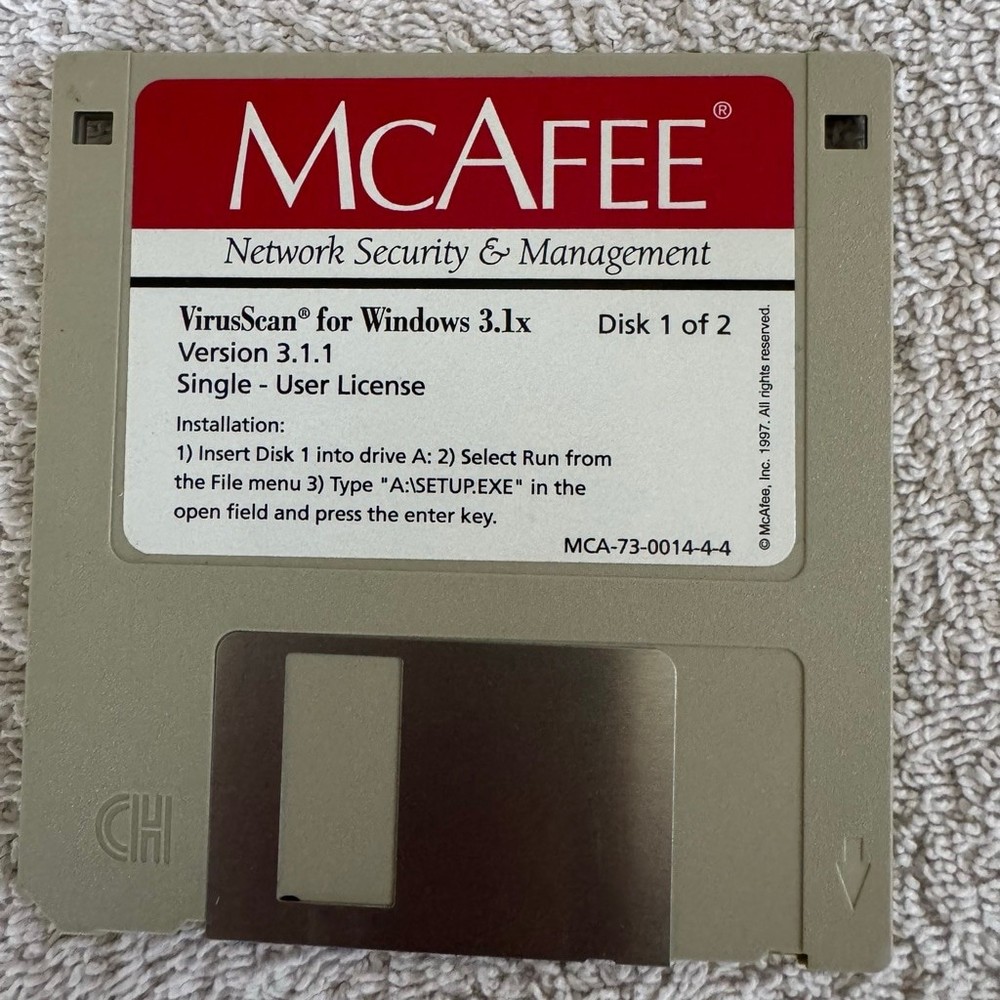 McAFEE®
Network Security & Management
VirusScan® for Windows 3.1x
Disk 1 of 2
Version 3.1.1
Single - User License
Installation:
1) Insert Disk 1 into drive A: 2) Select Run from
the File menu 3) Type "A:\SETUP.EXE" in the
open field and press the enter key.
MCA-73-0014-4-4
© McAfee, Inc. 1997. All rights reserved.
CH